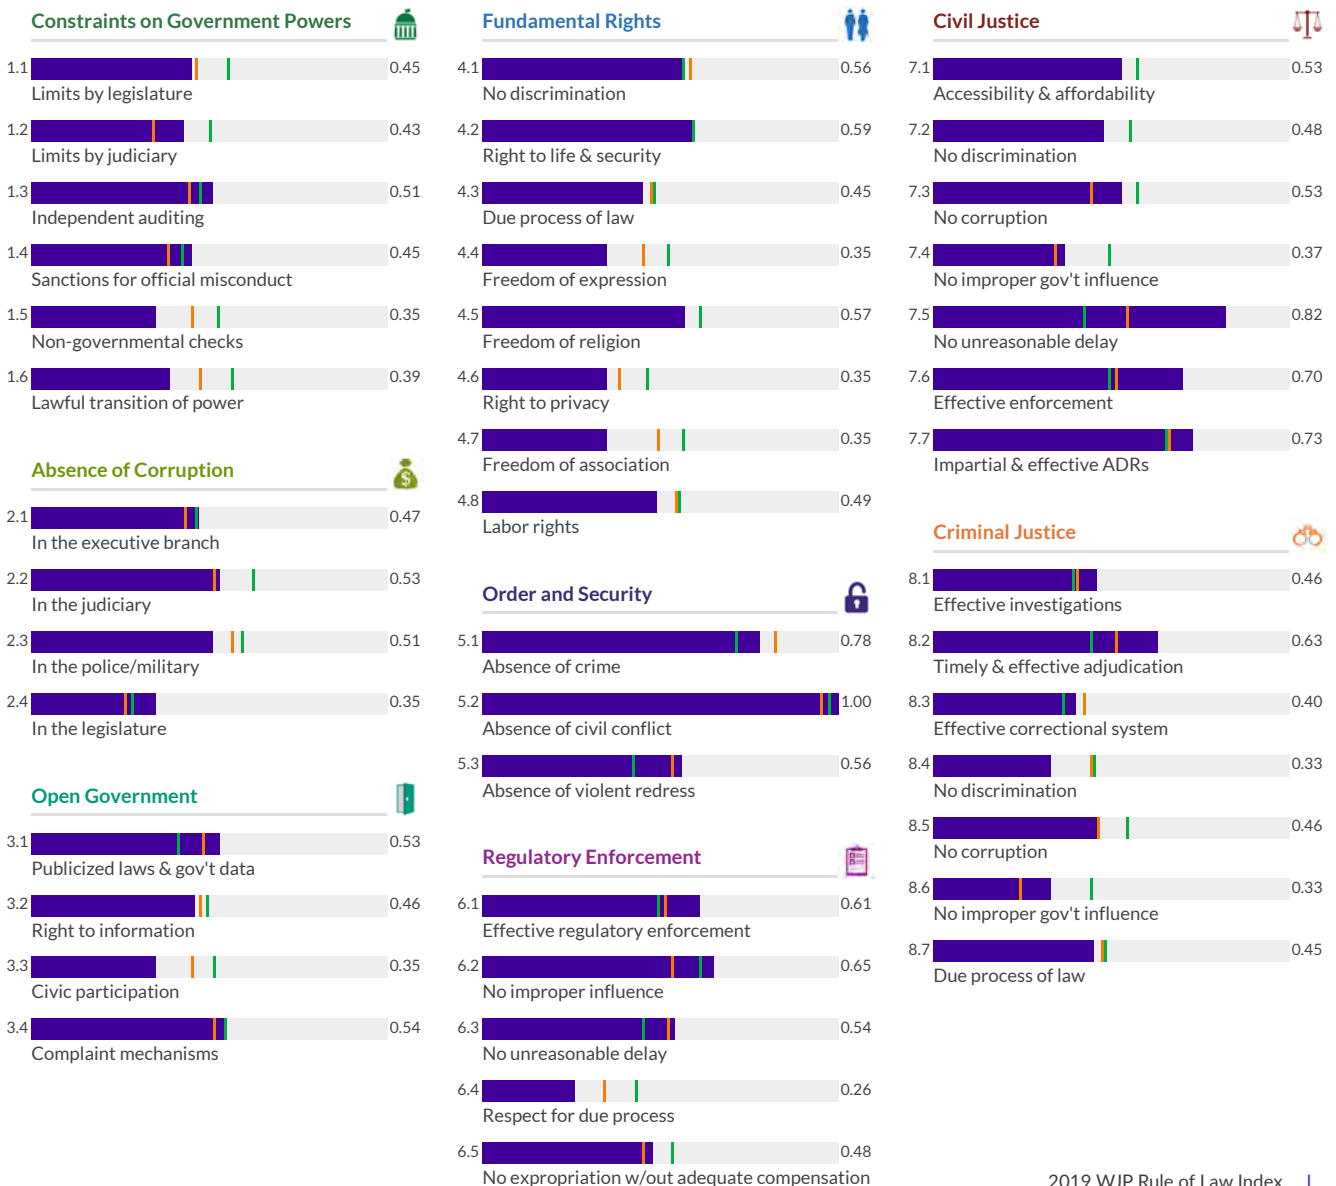 Constraints on Government Powers
1.1 0.45
Limits by legislature
1.2 0.43
Limits by judiciary
1.3 0.51
Independent auditing
1.4 0.45
Sanctions for official misconduct
1.5 0.35
Non-governmental checks
1.6 0.39
Lawful transition of power
Absence of Corruption
2.1 0.47
In the executive branch
2.2 0.53
In the judiciary
2.3 0.51
In the police/military
2.4 0.35
In the legislature
Open Government
3.1 0.53
Publicized laws & gov't data
3.2 0.46
Right to information
3.3 0.35
Civic participation
3.4 0.54
Complaint mechanisms
Fundamental Rights
4.1 0.56
No discrimination
4.2 0.59
Right to life & security
4.3 0.45
Due process of law
4.4 0.35
Freedom of expression
4.5 0.57
Freedom of religion
4.6 0.35
Right to privacy
4.7 0.35
Freedom of association
4.8 0.49
Labor rights
Order and Security
5.1 0.78
Absence of crime
5.2 1.00
Absence of civil conflict
5.3 0.56
Absence of violent redress
Regulatory Enforcement
6.1 0.61
Effective regulatory enforcement
6.2 0.65
No improper influence
6.3 0.54
No unreasonable delay
6.4 0.26
Respect for due process
6.5 0.48
No expropriation w/out adequate compensation
Civil Justice
7.1 0.53
Accessibility & affordability
7.2 0.48
No discrimination
7.3 0.53
No corruption
7.4 0.37
No improper gov't influence
7.5 0.82
No unreasonable delay
7.6 0.70
Effective enforcement
7.7 0.73
Impartial & effective ADRs
Criminal Justice
8.1 0.46
Effective investigations
8.2 0.63
Timely & effective adjudication
8.3 0.40
Effective correctional system
8.4 0.33
No discrimination
8.5 0.46
No corruption
8.6 0.33
No improper gov't influence
8.7 0.45
Due process of law
2019 WJP Rule of Law Index |